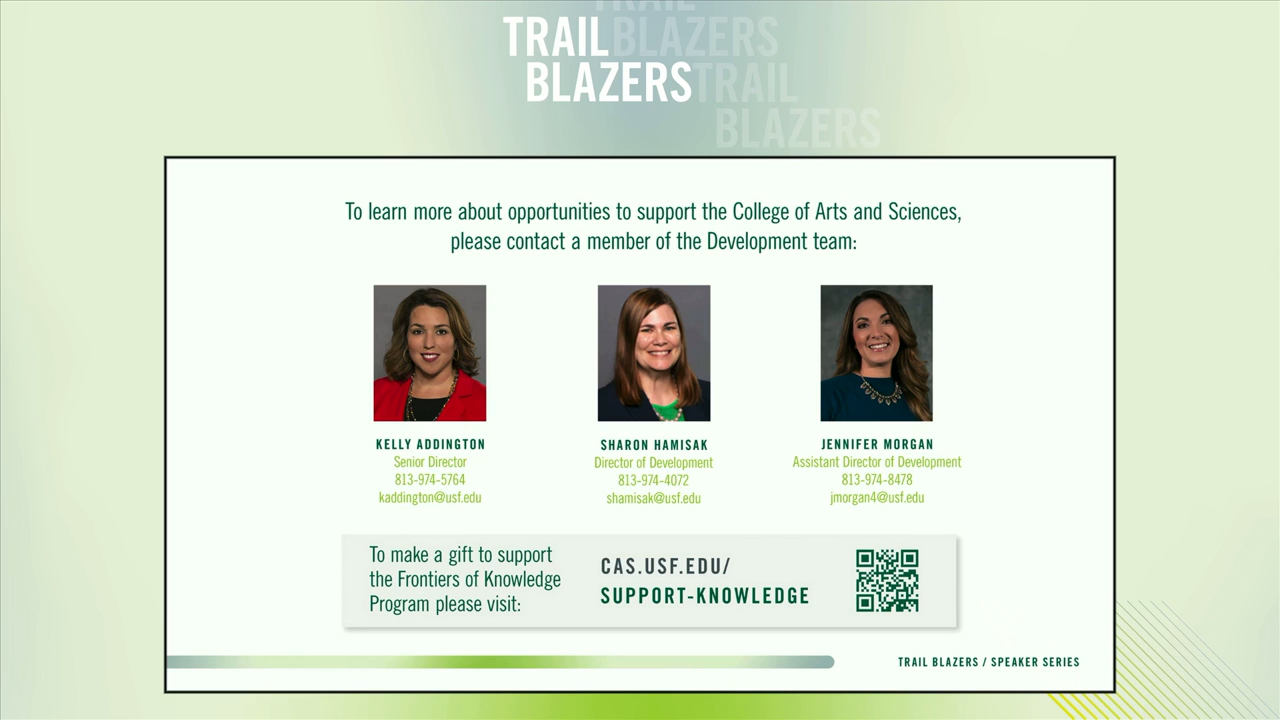 TRAIL
TRAIL BLAZERS
BLAZERS TRAIL
BLAZERS
To learn more about opportunities to support the College of Arts and Sciences,
please contact a member of the Development team:
KELLY ADDINGTON
Senior Director
813-974-5764
kaddington@usf.edu
SHARON HAMISAK
Director of Development
813-974-4072
shamisak@usf.edu
JENNIFER MORGAN
Assistant Director of Development
813-974-8478
jmorgan4@usf.edu
To make a gift to support
the Frontiers of Knowledge
Program please visit:
CAS.USF.EDU/
SUPPORT-KNOWLEDGE
TRAIL BLAZERS / SPEAKER SERIES